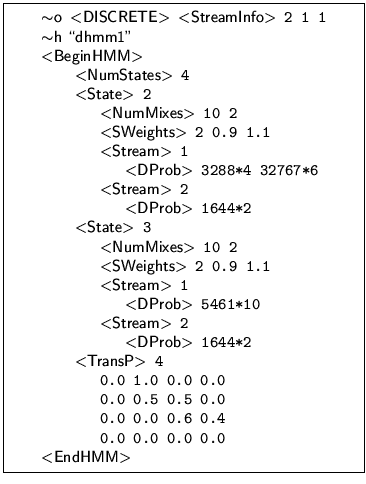 ∼o <DISCRETE> <StreamInfo> 2 1 1
∼h “dhmm1”
<BeginHMM>
<NumStates> 4
<State> 2
<NumMixes> 10 2
<SWeights> 2 0.9 1.1
<Stream> 1
<DProb> 3288*4 32767*6
<Stream> 2
<DProb> 1644*2
<State> 3
<NumMixes> 10 2
<SWeights> 2 0.9 1.1
<Stream> 1
<DProb> 5461*10
<Stream> 2
<DProb> 1644*2
<TransP> 4
0.0 1.0 0.0 0.0
0.0 0.5 0.5 0.0
0.0 0.0 0.6 0.4
0.0 0.0 0.0 0.0
<EndHMM>